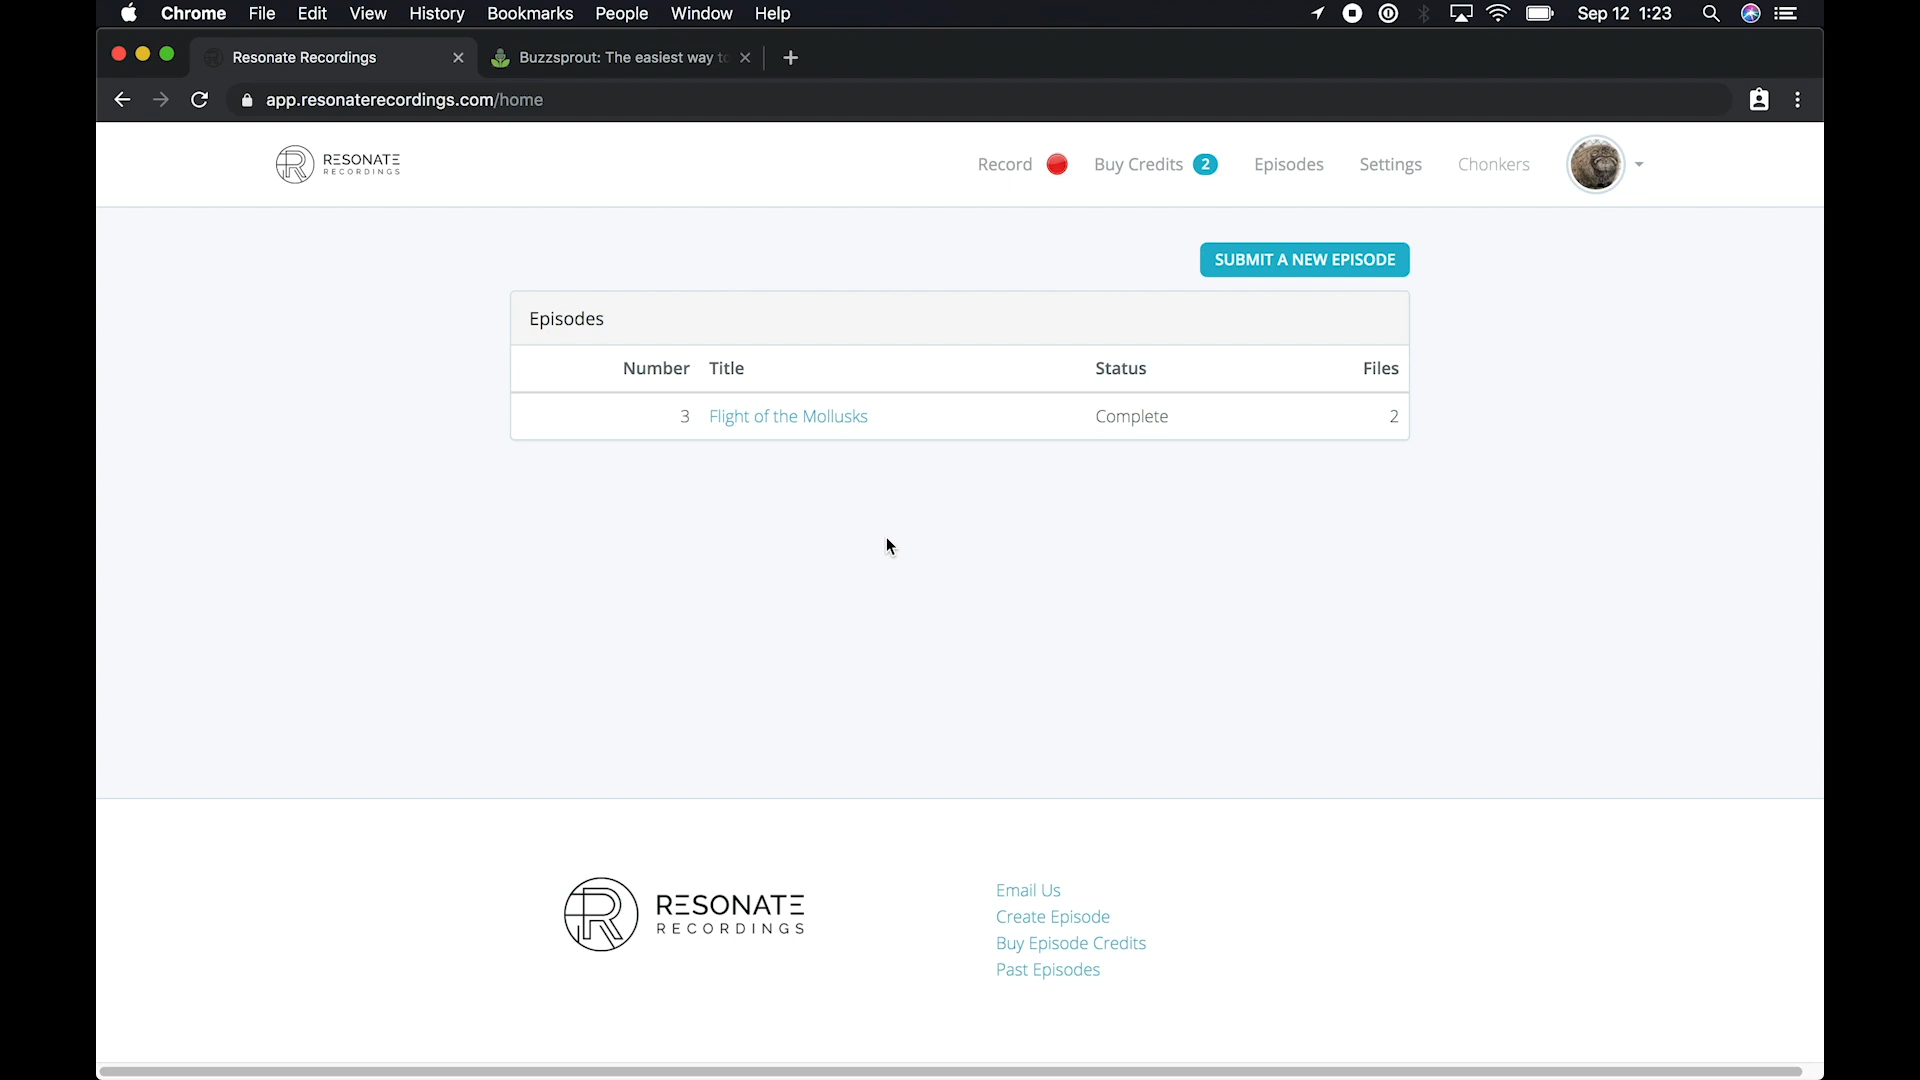 Chrome File Edit View History Bookmarks People Window Help Sep 12 1:23
Resonate Recordings Buzzsprout: The easiest way to
app.resonaterecordings.com/home
RESONATE
RECORDINGS
Record Buy Credits 2 Episodes Settings Chonkers
SUBMIT A NEW EPISODE
Episodes
Number Title Status Files
3 Flight of the Mollusks Complete 2
RESONATE
RECORDINGS
Email Us
Create Episode
Buy Episode Credits
Past Episodes